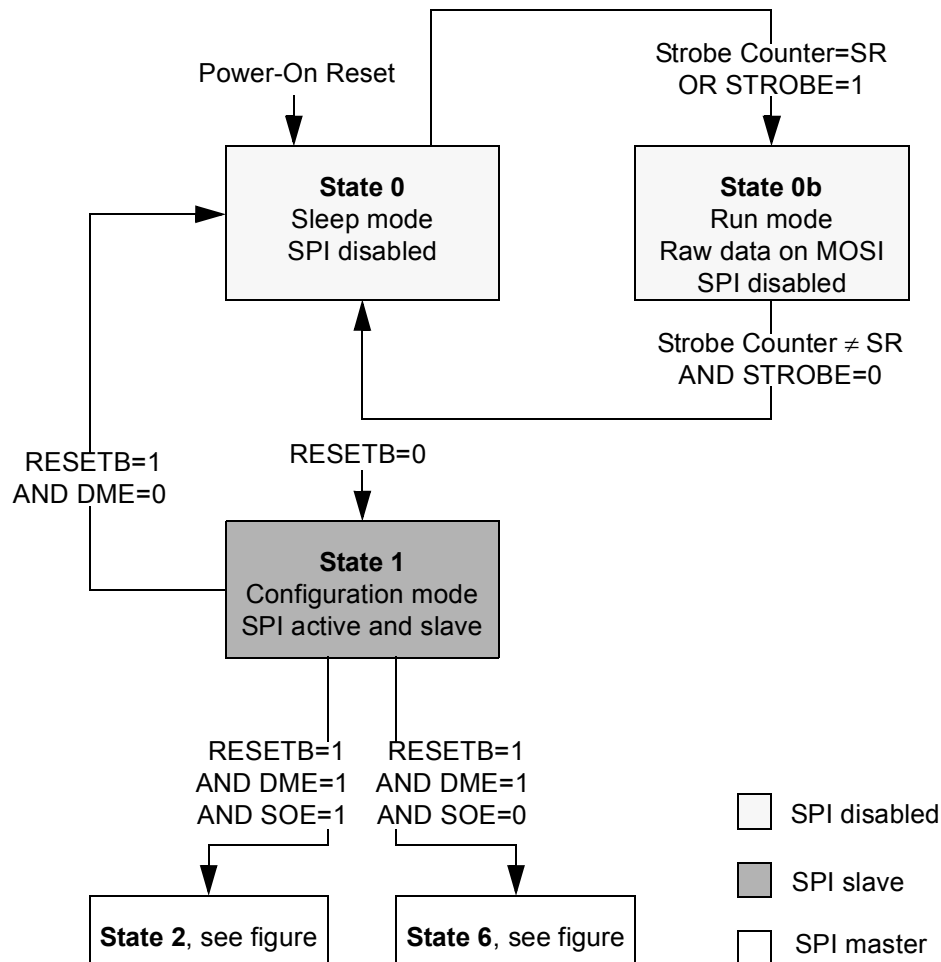 Power-On Reset
Strobe Counter=SR
OR STROBE=1
State 0
Sleep mode
SPI disabled
State 0b
Run mode
Raw data on MOSI
SPI disabled
Strobe Counter ≠ SR
AND STROBE=0
RESETB=1
AND DME=0
RESETB=0
State 1
Configuration mode
SPI active and slave
RESETB=1
AND DME=1
AND SOE=1
RESETB=1
AND DME=1
AND SOE=0
State 2, see figure
State 6, see figure
SPI disabled
SPI slave
SPI master